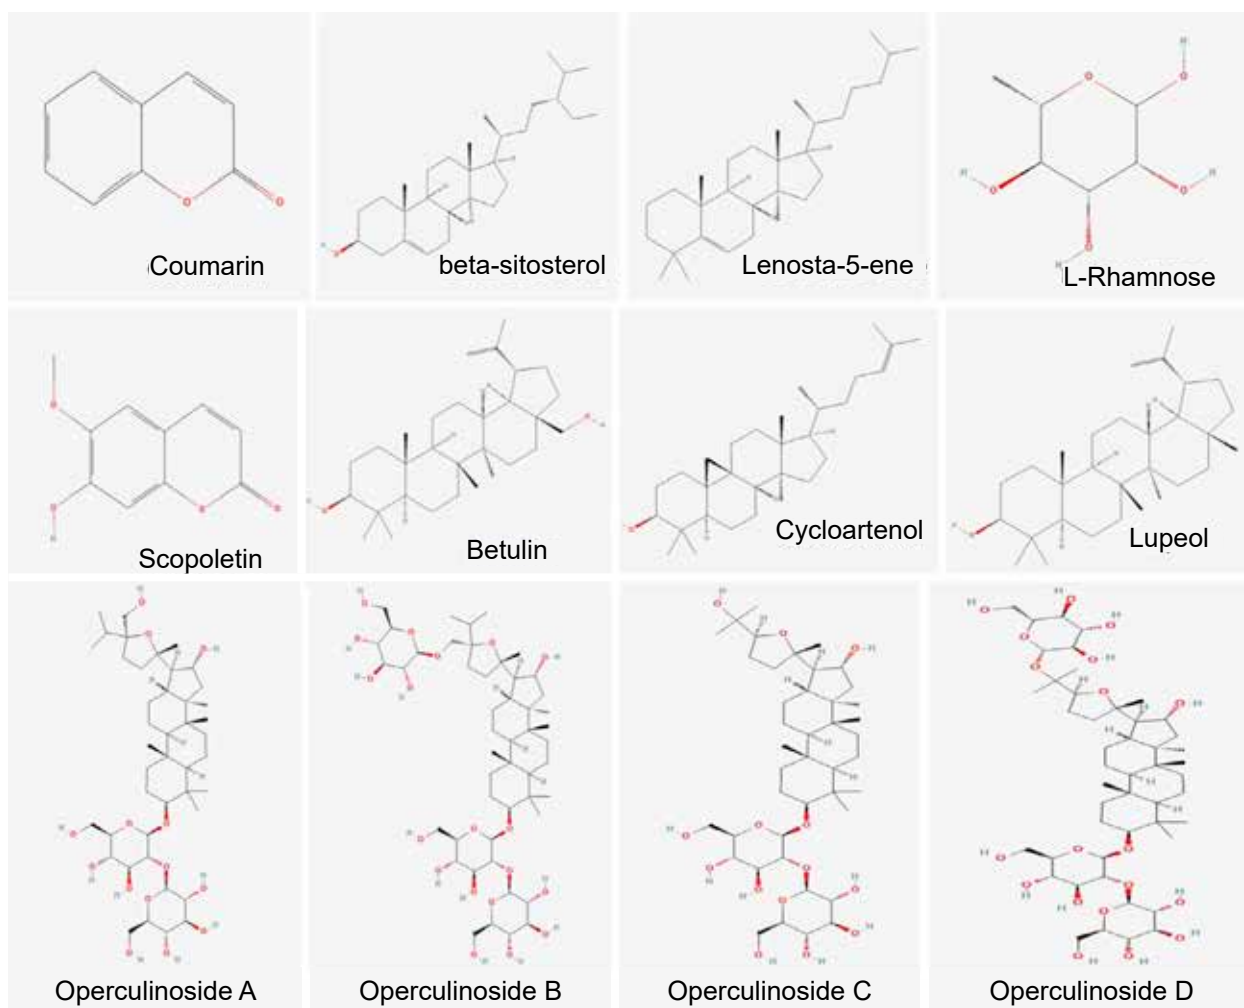 Coumarin
beta-sitosterol
Lenosta-5-ene
L-Rhamnose
Scopoletin
Betulin
Cycloartenol
Lupeol
Operculinoside A
Operculinoside B
Operculinoside C
Operculinoside D